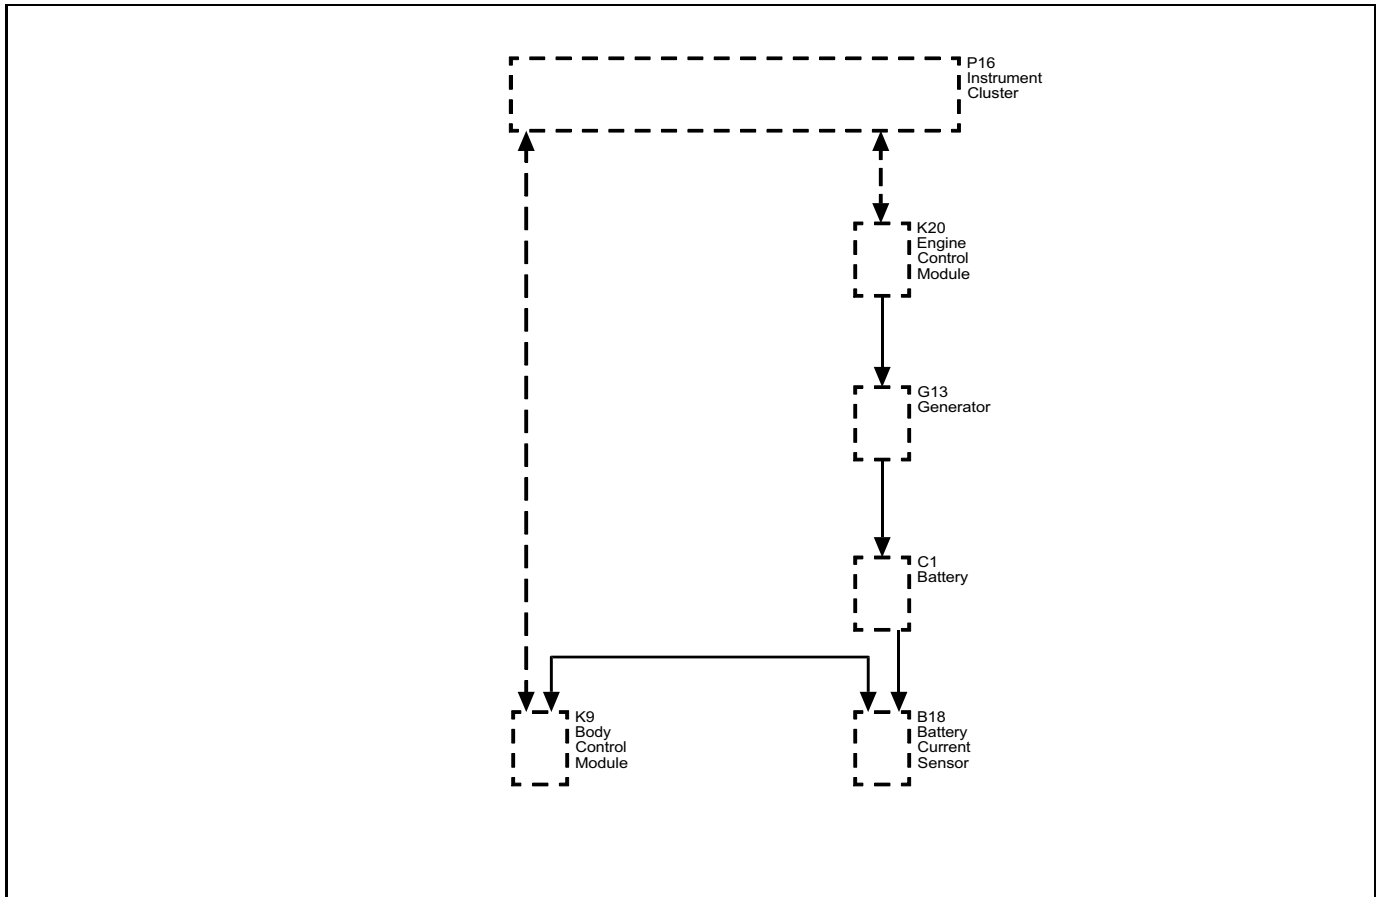 P16
Instrument
Cluster
K20
Engine
Control
Module
G13
Generator
C1
Battery
K9
Body
Control
Module
B18
Battery
Current
Sensor